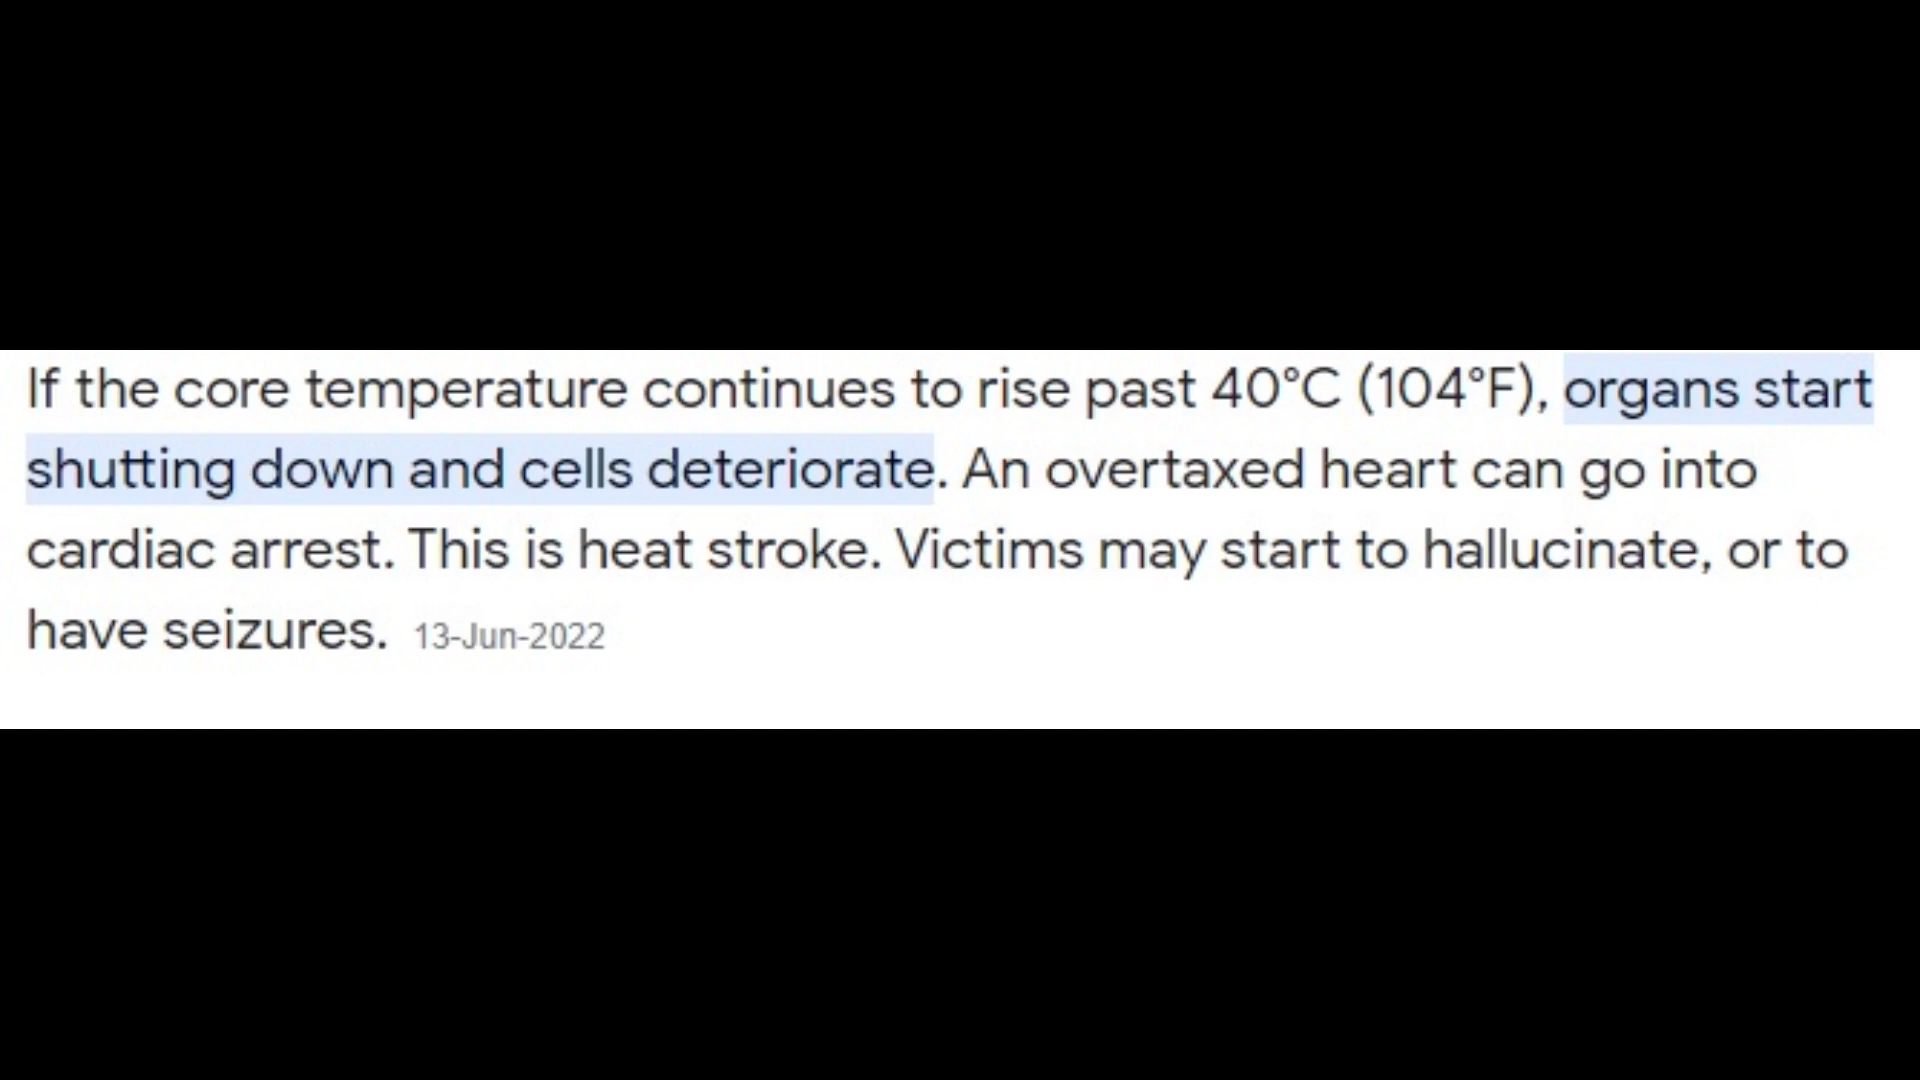 If the core temperature continues to rise past 40°C (104°F), organs start
shutting down and cells deteriorate. An overtaxed heart can go into
cardiac arrest. This is heat stroke. Victims may start to hallucinate, or to
have seizures. 13-Jun-2022